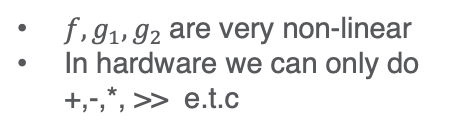 • f, g₁, g₂ are very non-linear
• In hardware we can only do
+,-,*, >> e.t.c